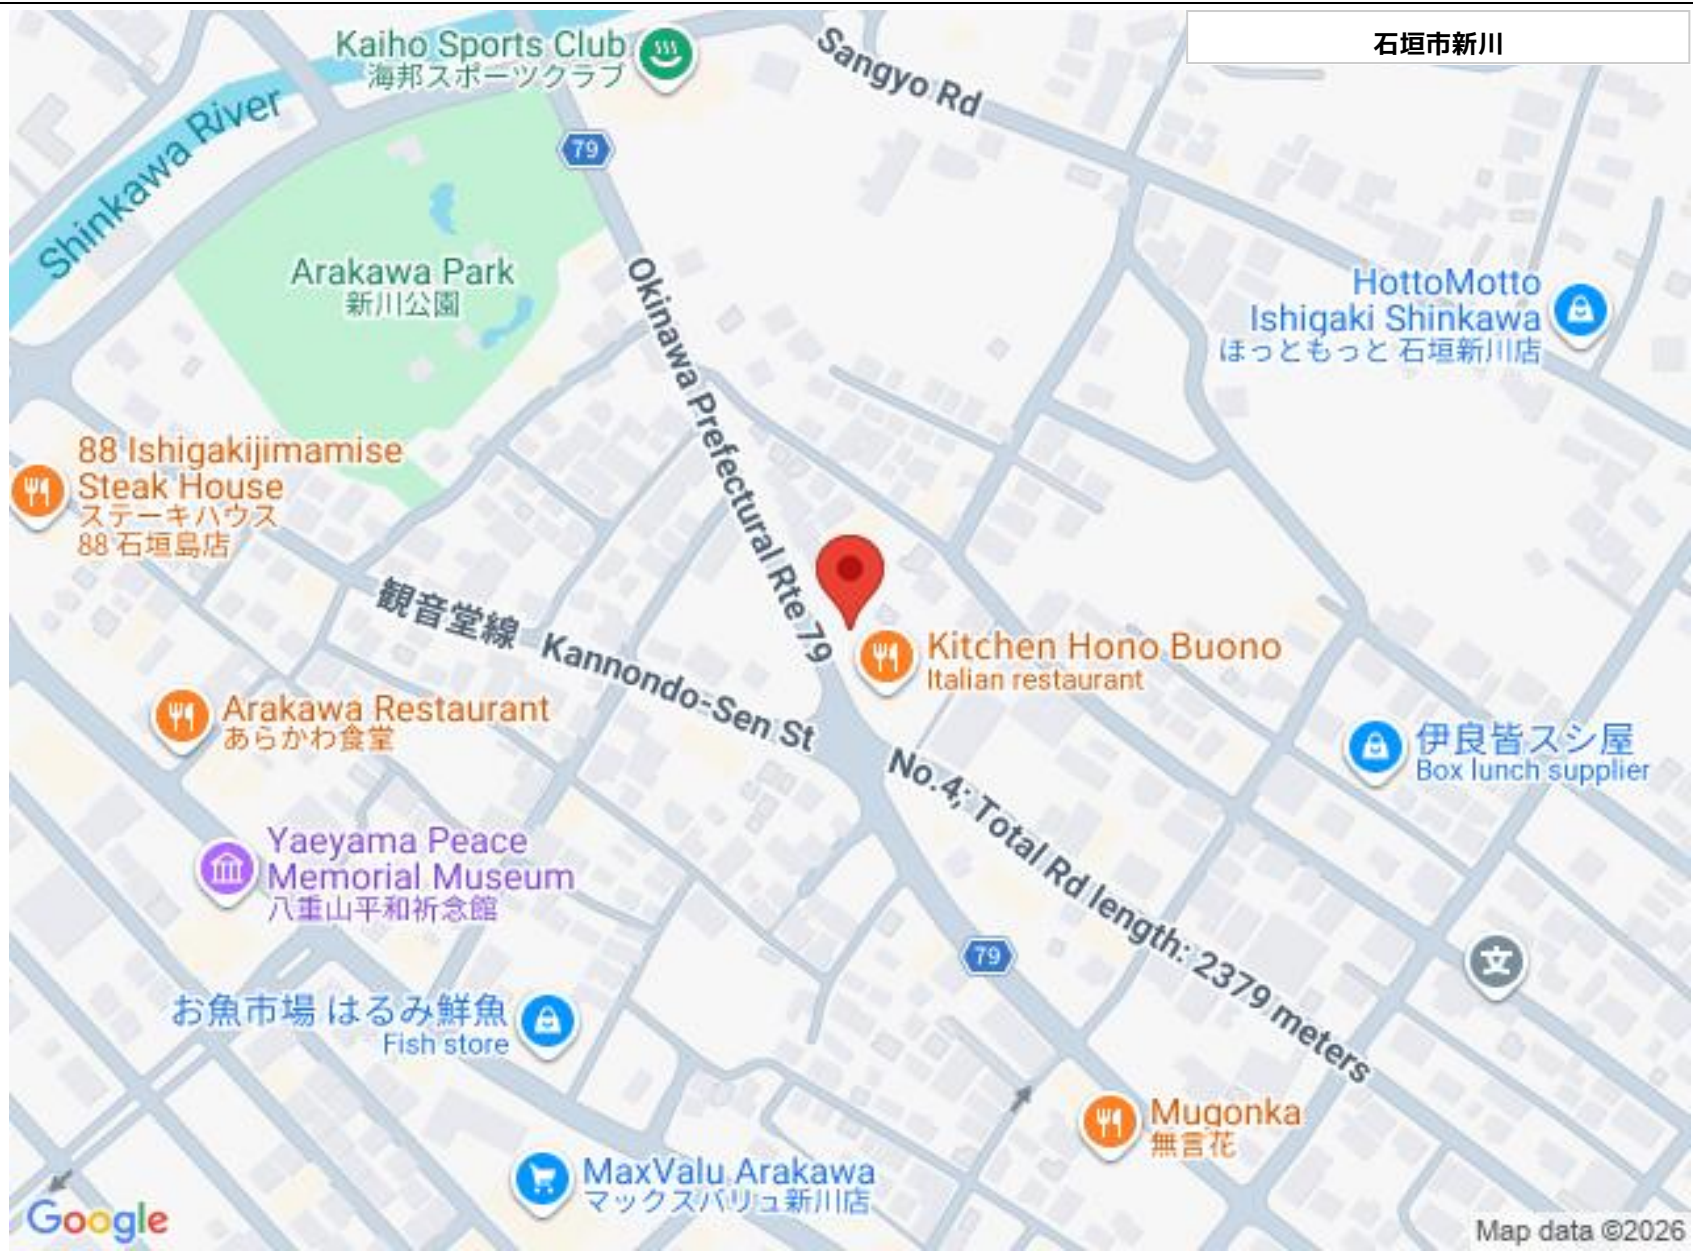 石垣市新川
Kaiho Sports Club
海邦スポーツクラブ
Sangyo Rd
Shinkawa River
79
Arakawa Park
新川公園
Okinawa Prefectural Rte 79
HottoMotto
Ishigaki Shinkawa
ほっともっと 石垣新川店
88 Ishigakijimamise
Steak House
ステーキハウス
88 石垣島店
観音堂線 Kannondo-Sen St
Kitchen Hono Buono
Italian restaurant
Arakawa Restaurant
あらかわ食堂
伊良皆スシ屋
Box lunch supplier
No.4; Total Rd length: 2379 meters
Yaeyama Peace
Memorial Museum
八重山平和祈念館
79
文
お魚市場 はるみ鮮魚
Fish store
Mugonka
無言花
MaxValu Arakawa
マックスバリュ新川店
Google
Map data ©2026